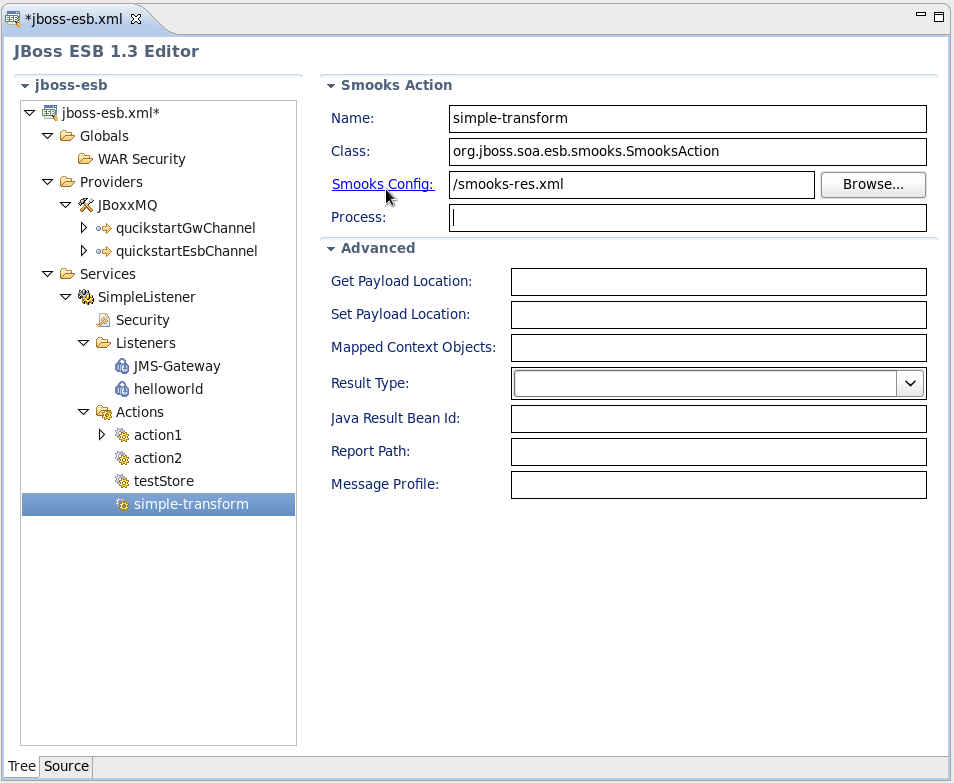 *jboss-esb.xml
JBoss ESB 1.3 Editor
jboss-esb
jboss-esb.xml*
Globals
WAR Security
Providers
JBoxxMQ
qucikstartGwChannel
quickstartEsbChannel
Services
SimpleListener
Security
Listeners
JMS-Gateway
helloworld
Actions
action1
action2
testStore
simple-transform
Smooks Action
Name: simple-transform
Class: org.jboss.soa.esb.smooks.SmooksAction
Smooks Config: /smooks-res.xml Browse...
Process:
Advanced
Get Payload Location:
Set Payload Location:
Mapped Context Objects:
Result Type:
Java Result Bean Id:
Report Path:
Message Profile:
Tree Source